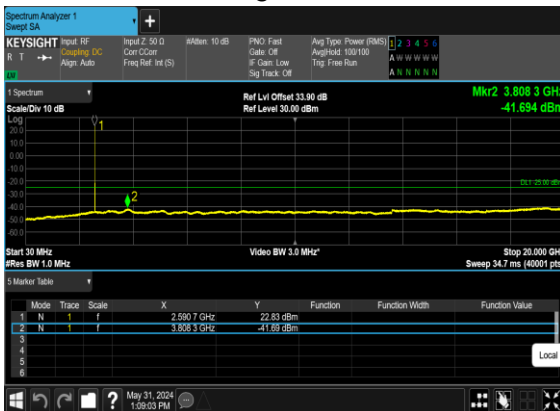 Spectrum Analyzer 1
Swept SA
KEYSIGHT
R T
LV
Input: RF
Coupling: DC
Align: Auto
Input Z: 50 Ω
Corr CCorr
Freq Ref: Int (S)
#Atten: 10 dB
PNO: Fast
Gate: Off
IF Gain: Low
Sig Track: Off
Avg Type: Power (RMS)
Avg|Hold: 100/100
Trig: Free Run
1 2 3 4 5 6
A W W W W W
A N N N N N
1 Spectrum
Scale/Div 10 dB
Ref Lvl Offset 33.90 dB
Ref Level 30.00 dBm
Mkr2 3.808 3 GHz
-41.694 dBm
Log
20.0
10.0
0.00
-10.0
-20.0
-30.0
-40.0
-50.0
-60.0
1
2
DL1 -25.00 dBm
Start 30 MHz
#Res BW 1.0 MHz
Video BW 3.0 MHz*
Stop 20.000 GH
Sweep 34.7 ms (40001 pts
5 Marker Table
Mode Trace Scale X Y Function Function Width Function Value
1 N 1 f 2.590 7 GHz 22.83 dBm
2 N 1 f 3.808 3 GHz -41.69 dBm
3
4
5
6
Local
?
May 31, 2024
1:09:03 PM